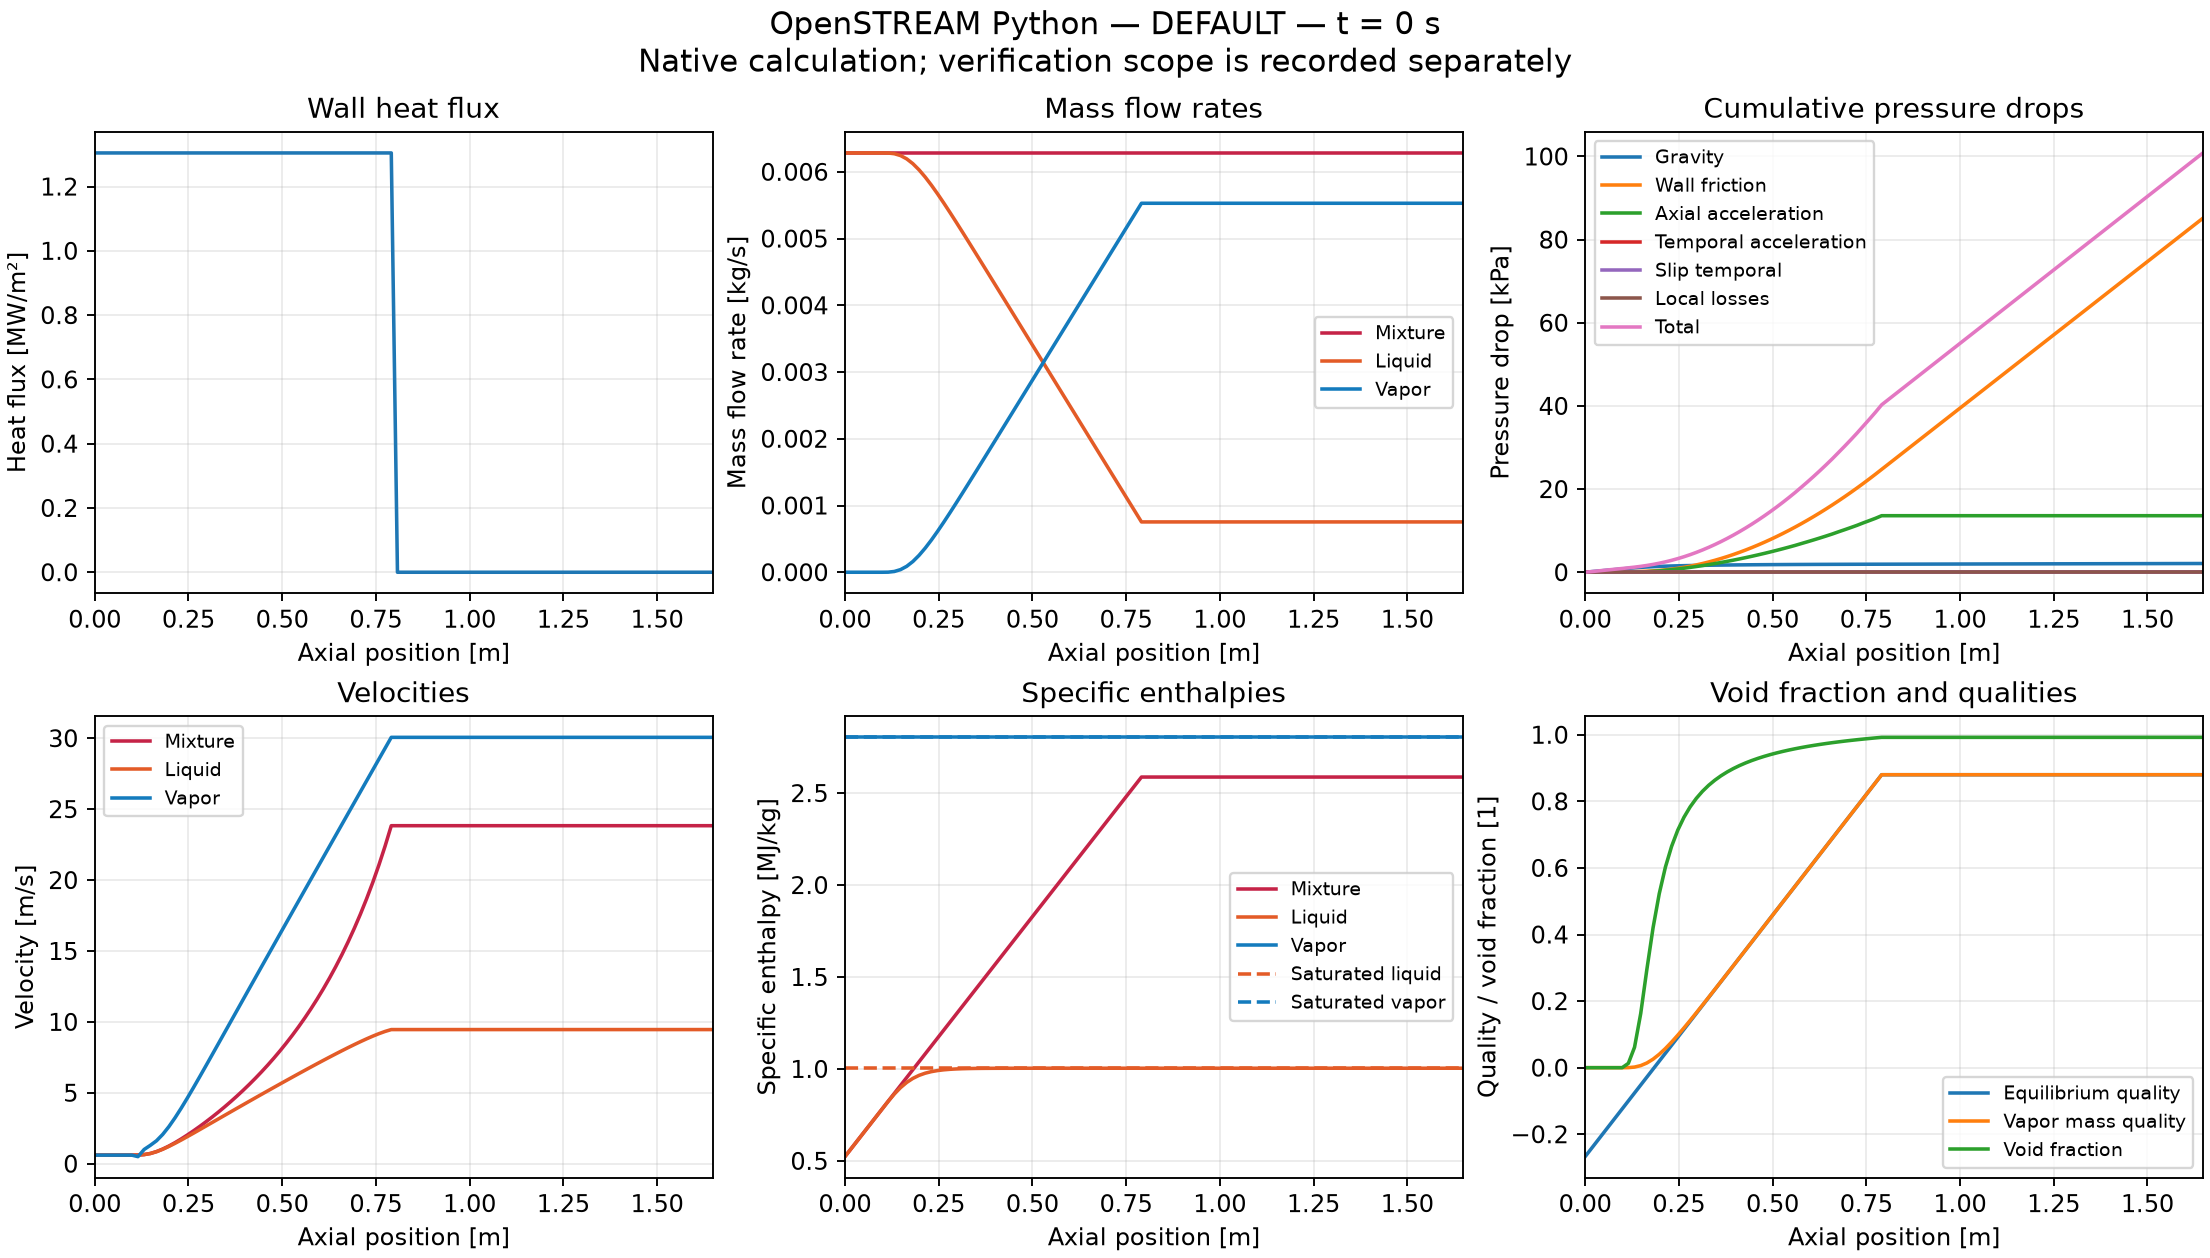 OpenSTREAM Python — DEFAULT — t = 0 s
Native calculation; verification scope is recorded separately
Wall heat flux
Heat flux [MW/m²]
1.2
1.0
0.8
0.6
0.4
0.2
0.0
0.00 0.25 0.50 0.75 1.00 1.25 1.50
Axial position [m]
Mass flow rates
Mass flow rate [kg/s]
0.006
0.005
0.004
0.003
0.002
0.001
0.000
Mixture
Liquid
Vapor
0.00 0.25 0.50 0.75 1.00 1.25 1.50
Axial position [m]
Cumulative pressure drops
Pressure drop [kPa]
100
80
60
40
20
0
Gravity
Wall friction
Axial acceleration
Temporal acceleration
Slip temporal
Local losses
Total
0.00 0.25 0.50 0.75 1.00 1.25 1.50
Axial position [m]
Velocities
Velocity [m/s]
30
25
20
15
10
5
0
Mixture
Liquid
Vapor
0.00 0.25 0.50 0.75 1.00 1.25 1.50
Axial position [m]
Specific enthalpies
Specific enthalpy [MJ/kg]
2.5
2.0
1.5
1.0
0.5
Mixture
Liquid
Vapor
Saturated liquid
Saturated vapor
0.00 0.25 0.50 0.75 1.00 1.25 1.50
Axial position [m]
Void fraction and qualities
Quality / void fraction [1]
1.0
0.8
0.6
0.4
0.2
0.0
−0.2
Equilibrium quality
Vapor mass quality
Void fraction
0.00 0.25 0.50 0.75 1.00 1.25 1.50
Axial position [m]